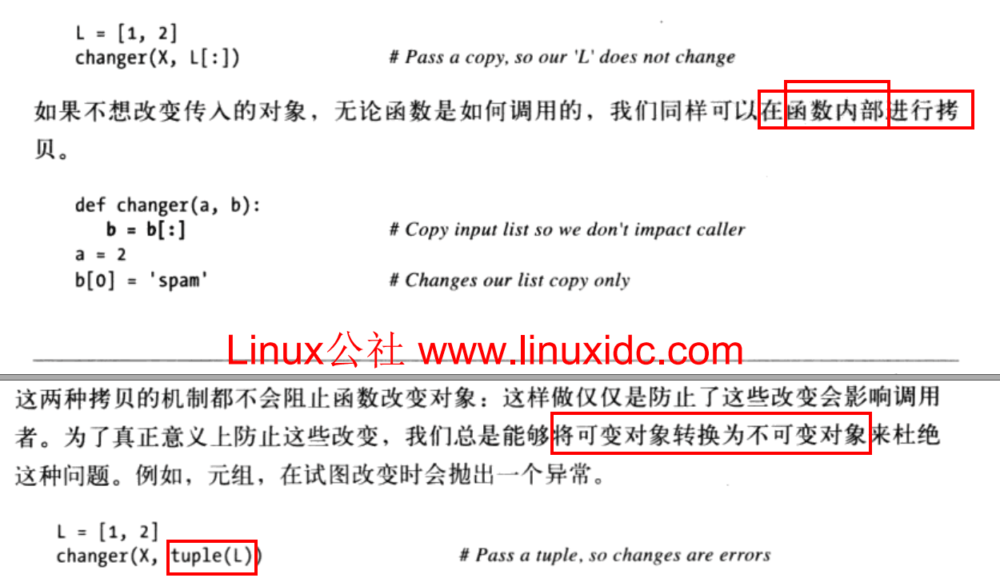 L = [1, 2]
changer(X, L[:]) # Pass a copy, so our 'L' does not change
如果不想改变传入的对象，无论函数是如何调用的，我们同样可以在函数内部进行拷
贝。
def changer(a, b):
b = b[:] # Copy input list so we don't impact caller
a = 2
b[0] = 'spam' # Changes our list copy only
Linux公社 www.linuxidc.com
这两种拷贝的机制都不会阻止函数改变对象：这样做仅仅是防止了这些改变会影响调用
者。为了真正意义上防止这些改变，我们总是能够将可变对象转换为不可变对象来杜绝
这种问题。例如，元组，在试图改变时会抛出一个异常。
L = [1, 2]
changer(X, tuple(L)) # Pass a tuple, so changes are errors